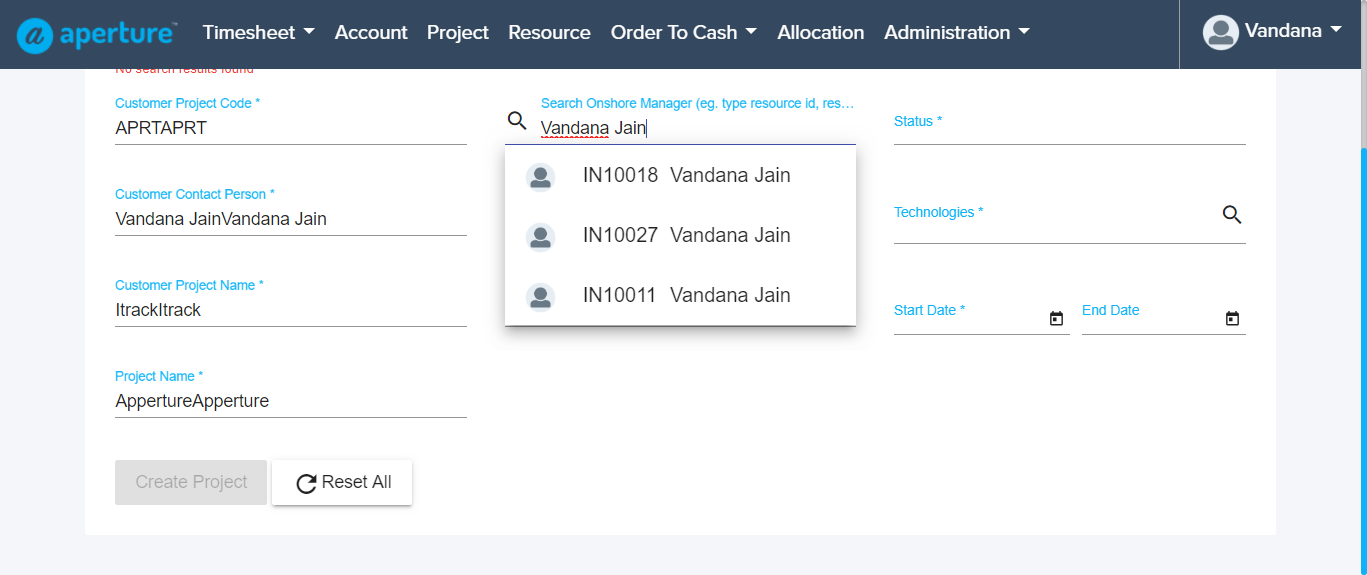 aperture™ Timesheet Account Project Resource Order To Cash Allocation Administration Vandana
No search results found
Customer Project Code *
APRTAPRT
Search Onshore Manager (eg. type resource id, res…
Vandana Jain
Status *
IN10018 Vandana Jain
Customer Contact Person *
Vandana JainVandana Jain
Technologies *
IN10027 Vandana Jain
Customer Project Name *
ItrackItrack
IN10011 Vandana Jain
Start Date *
End Date
Project Name *
AppertureApperture
Create Project
Reset All